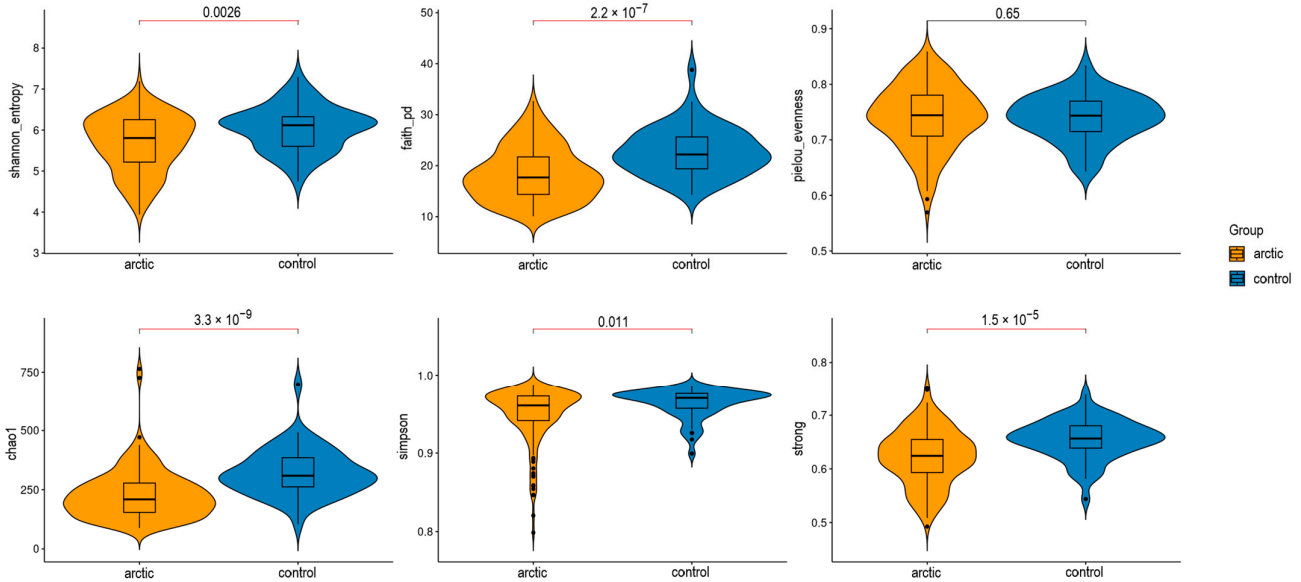 0.0026
shannon_entropy
8
7
6
5
4
3
arctic
control
2.2 × 10⁻⁷
faith_pd
50
40
30
20
10
0
arctic
control
0.65
pielou_evenness
0.9
0.8
0.7
0.6
0.5
arctic
control
Group
arctic
control
3.3 × 10⁻⁹
chao1
750
500
250
0
arctic
control
0.011
simpson
1.0
0.9
0.8
arctic
control
1.5 × 10⁻⁵
strong
0.8
0.7
0.6
0.5
arctic
control